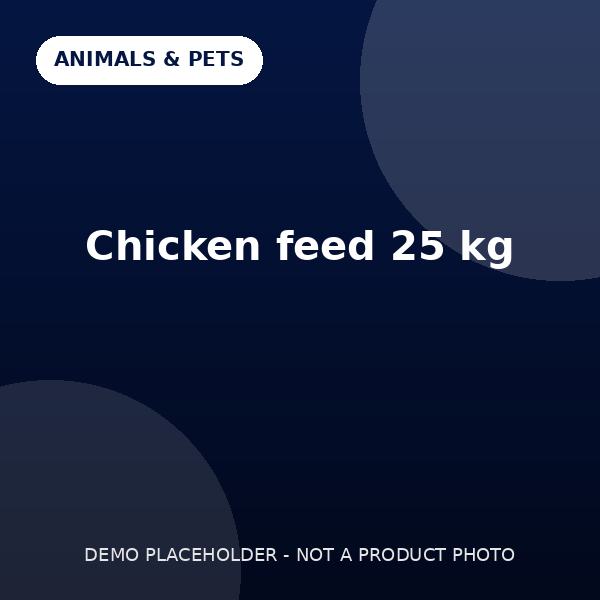 ANIMALS & PETS
Chicken feed 25 kg
DEMO PLACEHOLDER - NOT A PRODUCT PHOTO